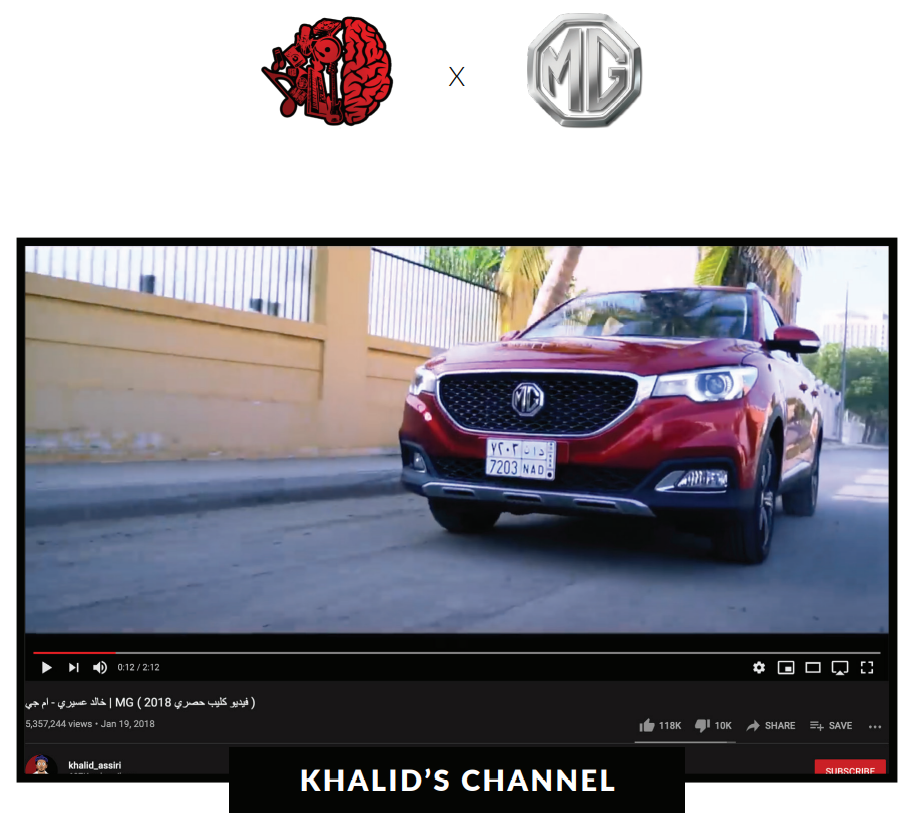 X
MG
MG
٧٢٠٣
7203 NAD
0:12 / 2:12
خالد عسيري - ام جي | MG ( فيديو كليب حصري 2018 )
5,357,244 views • Jan 19, 2018
118K 10K SHARE SAVE
khalid_assiri
SUBSCRIBE
KHALID’S CHANNEL